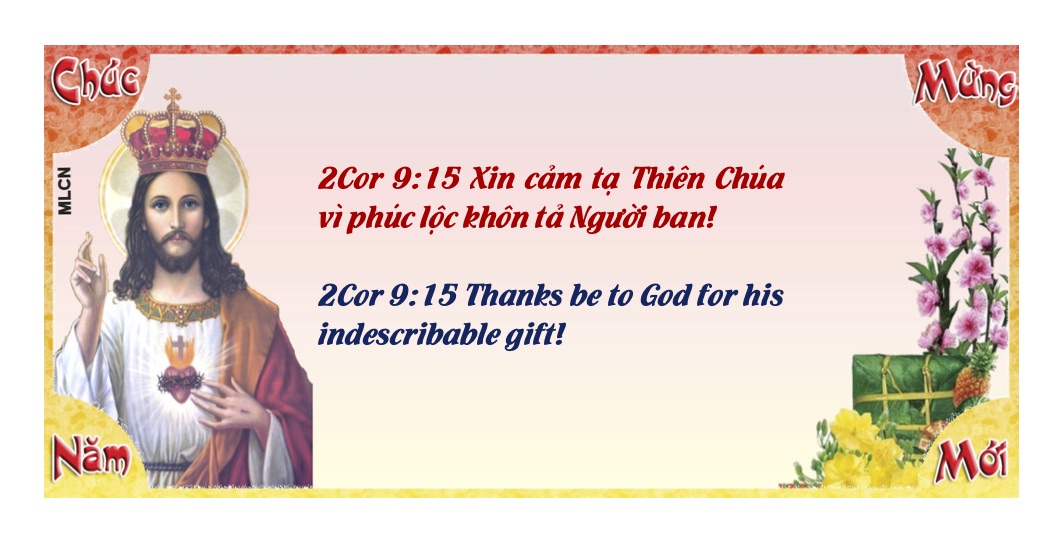 Chúc
Mừng
MLCN
2Cor 9:15 Xin cảm tạ Thiên Chúa
vì phúc lộc khôn tả Người ban!
2Cor 9:15 Thanks be to God for his
indescribable gift!
Năm
Mới